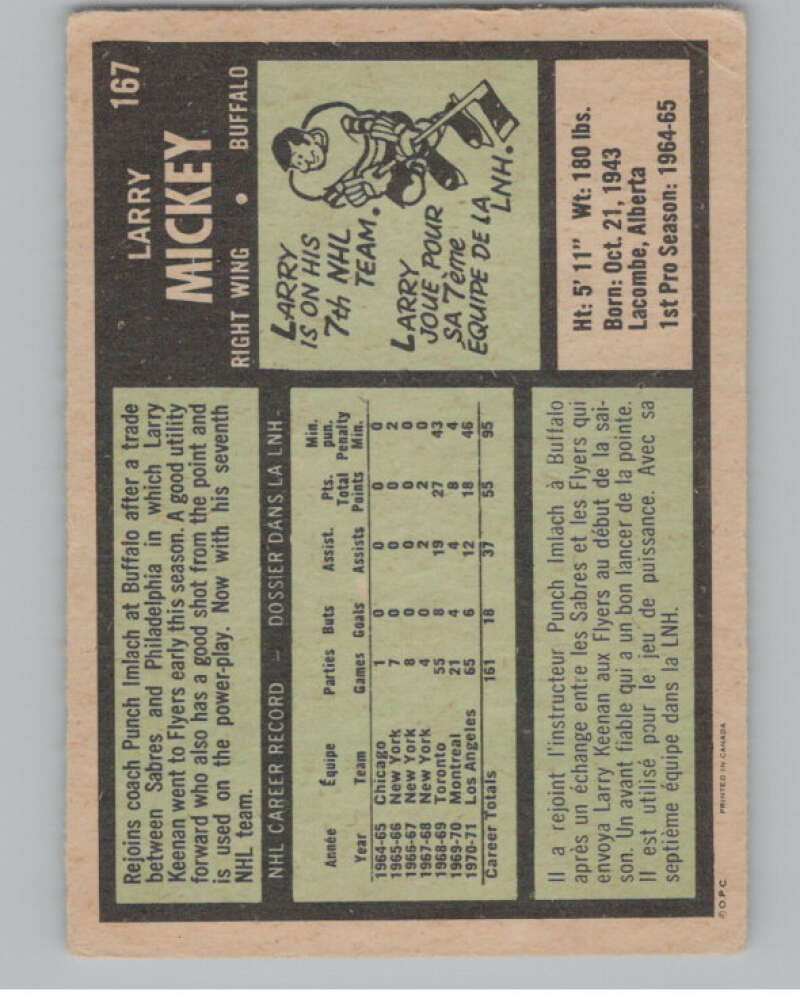 167
LARRY
MICKEY
RIGHT WING • BUFFALO
LARRY
IS ON HIS
7th NHL
TEAM.
LARRY
JOUE POUR
SA 7ème
ÉQUIPE DE LA
LNH.
Ht: 5' 11" Wt: 180 lbs.
Born: Oct. 21, 1943
Lacombe, Alberta
1st Pro Season: 1964-65
Rejoins coach Punch Imlach at Buffalo after a trade
between Sabres and Philadelphia in which Larry
Keenan went to Flyers early this season. A good utility
forward who also has a good shot from the point and
is used on the power-play. Now with his seventh
NHL team.
NHL CAREER RECORD – DOSSIER DANS LA LNH.
Année Équipe Parties Buts Assist. Pts. Total Min. pun.
Year Team Games Goals Assists Points Penalty Min.
1964-65 Chicago 1 0 0 0 0
1965-66 New York 7 0 0 0 2
1966-67 New York 8 0 0 0 0
1967-68 New York 4 0 2 2 0
1968-69 Toronto 55 8 19 27 43
1969-70 Montreal 21 4 4 8 4
1970-71 Los Angeles 65 6 12 18 46
Career Totals 161 18 37 55 95
Il a rejoint l'instructeur Punch Imlach à Buffalo
après un échange entre les Sabres et les Flyers qui
envoya Larry Keenan aux Flyers au début de la sai-
son. Un avant fiable qui a un bon lancer de la pointe.
Il est utilisé pour le jeu de puissance. Avec sa
septième équipe dans la LNH.
© O.P.C. PRINTED IN CANADA